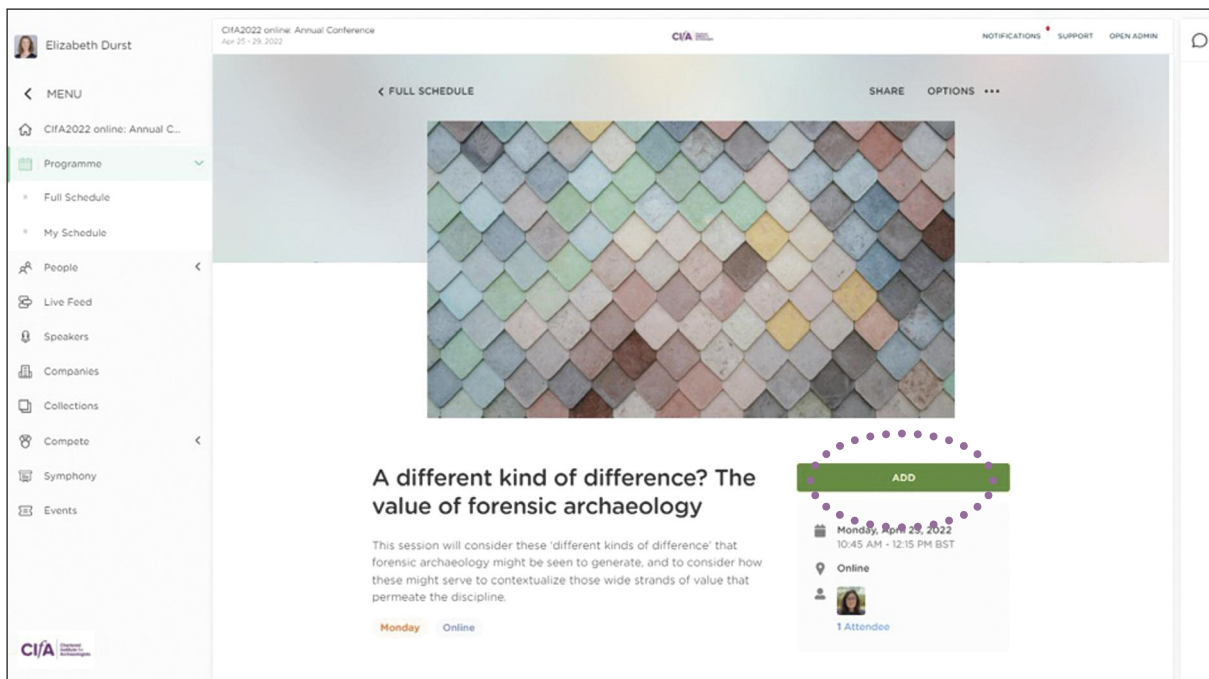 Elizabeth Durst
MENU
CIfA2022 online: Annual C...
Programme
Full Schedule
My Schedule
People
Live Feed
Speakers
Companies
Collections
Compete
Symphony
Events
CIfA Chartered
Institute for
Archaeologists
CIfA2022 online: Annual Conference
Apr 25 - 29, 2022
CIfA
NOTIFICATIONS SUPPORT OPEN ADMIN
FULL SCHEDULE
SHARE OPTIONS •••
A different kind of difference? The
value of forensic archaeology
This session will consider these 'different kinds of difference' that
forensic archaeology might be seen to generate, and to consider how
these might serve to contextualize those wide strands of value that
permeate the discipline.
Monday Online
ADD
Monday, April 25, 2022
10:45 AM - 12:15 PM BST
Online
1 Attendee